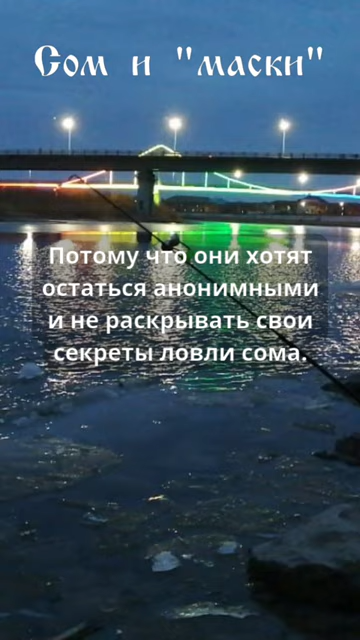 Сом и "маски"
Потому что они хотят
остаться анонимными
и не раскрывать свои
секреты ловли сома.